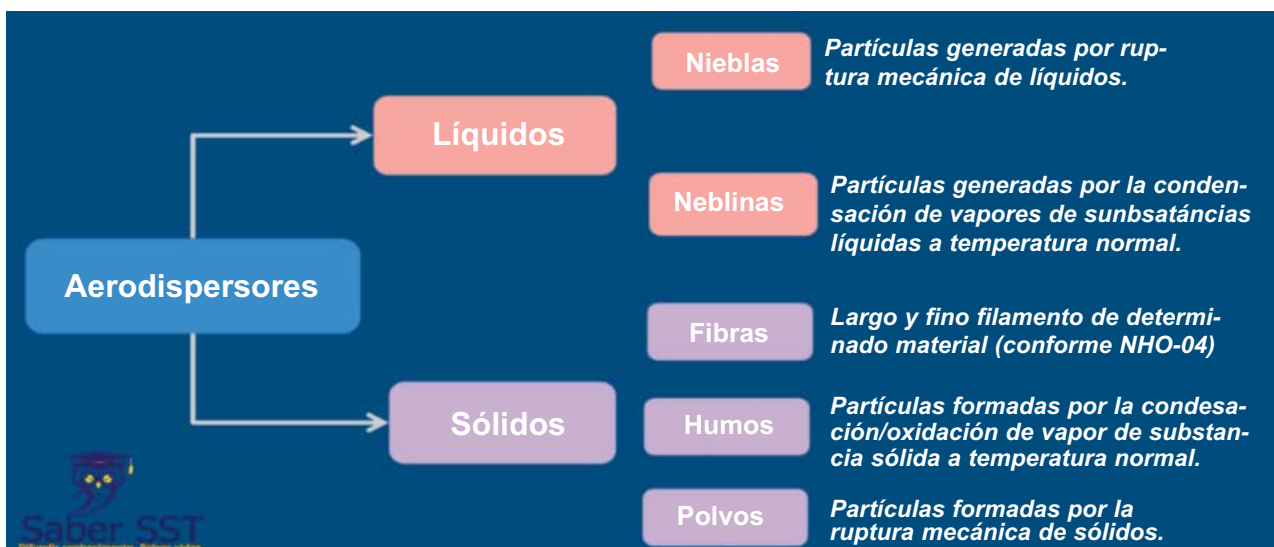 Nieblas
Partículas generadas por rup-
tura mecánica de líquidos.
Líquidos
Neblinas
Partículas generadas por la conden-
sación de vapores de sunbsatáncias
líquidas a temperatura normal.
Aerodispersores
Fibras
Largo y fino filamento de determi-
nado material (conforme NHO-04)
Sólidos
Humos
Partículas formadas por la condesa-
ción/oxidación de vapor de substan-
cia sólida a temperatura normal.
Polvos
Partículas formadas por la
ruptura mecánica de sólidos.
Saber SST